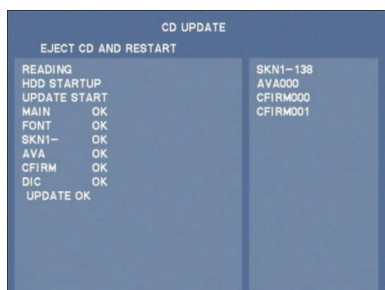 CD UPDATE
EJECT CD AND RESTART
READING
HDD STARTUP
UPDATE START
MAIN OK
FONT OK
SKN1- OK
AVA OK
CFIRM OK
DIC OK
UPDATE OK
SKN1-138
AVA000
CFIRM000
CFIRM001